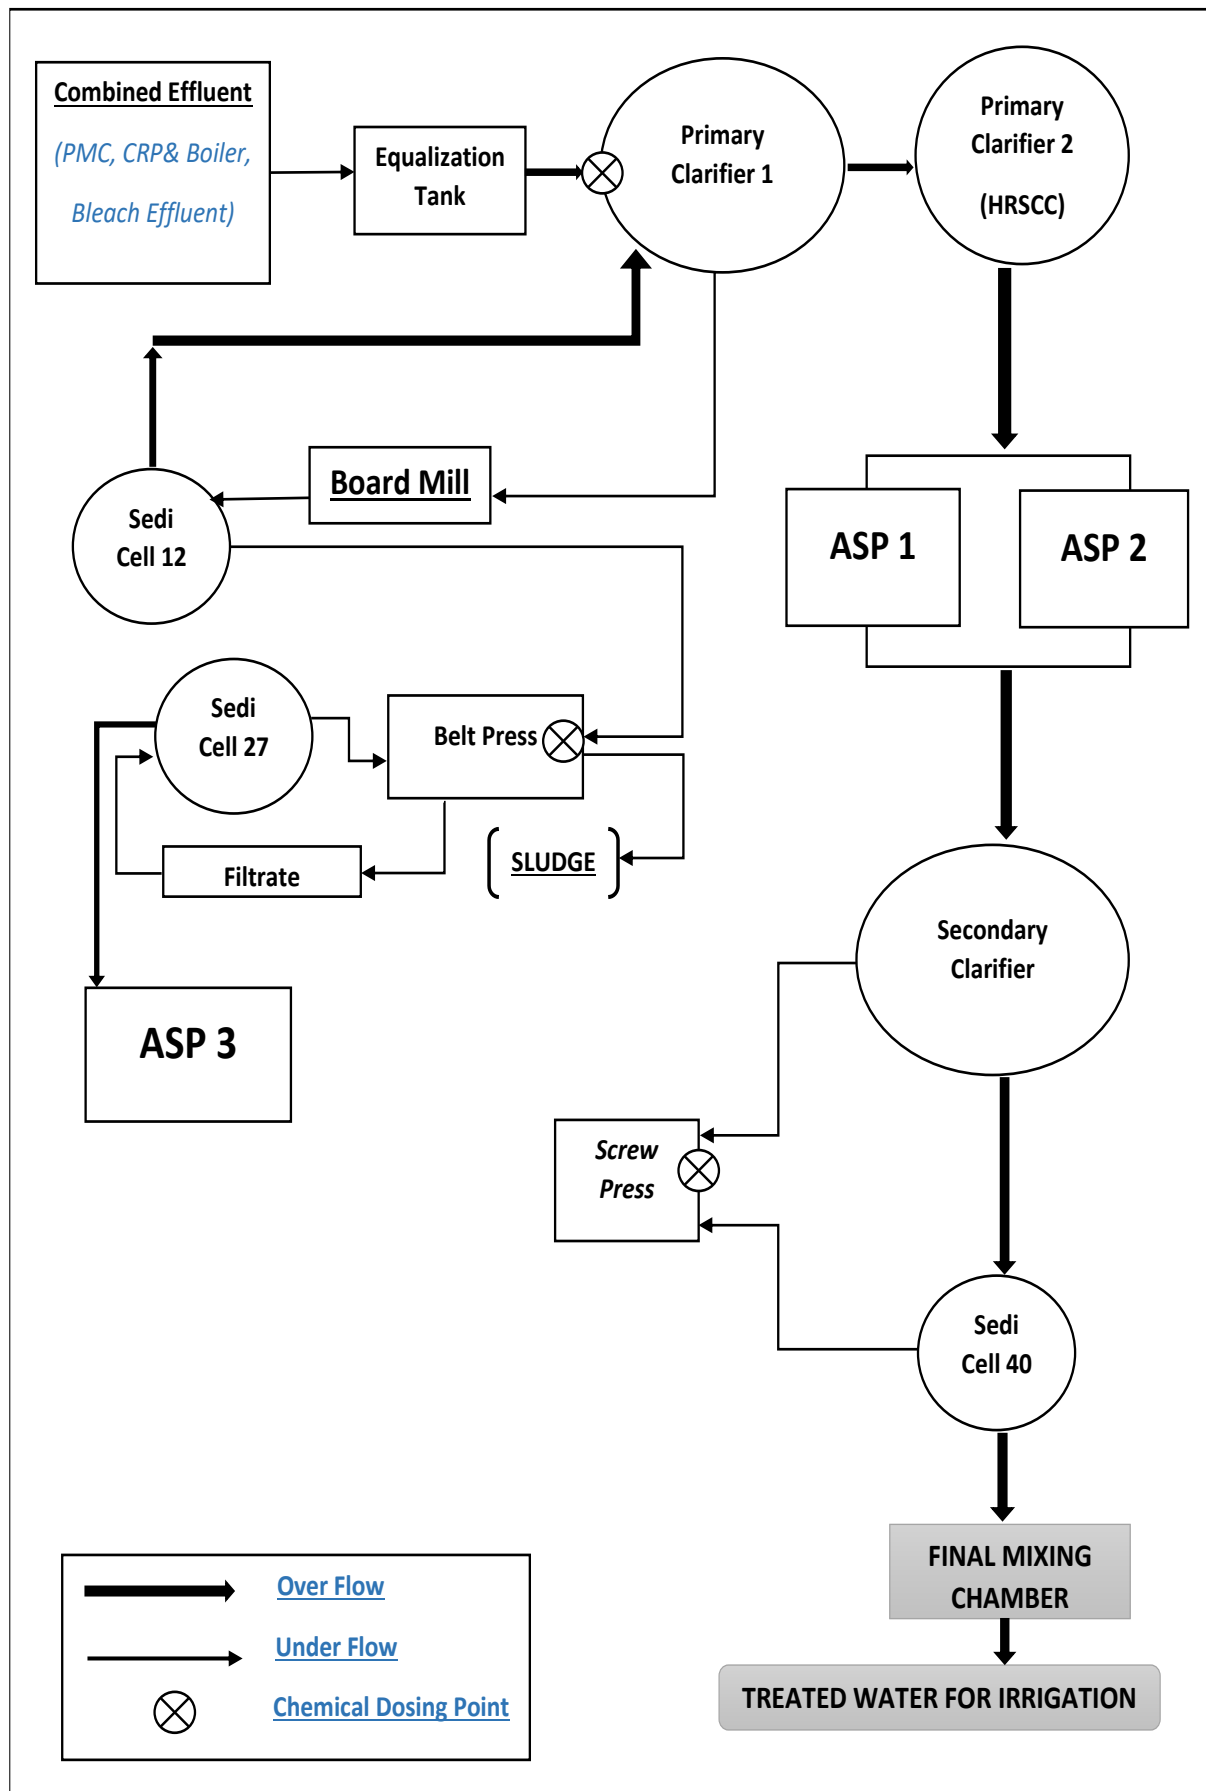 Combined Effluent
(PMC, CRP& Boiler,
Bleach Effluent)
Equalization
Tank
Primary
Clarifier 1
Primary
Clarifier 2
(HRSCC)
Board Mill
Sedi
Cell 12
ASP 1
ASP 2
Sedi
Cell 27
Belt Press
Filtrate
SLUDGE
Secondary
Clarifier
ASP 3
Screw
Press
Sedi
Cell 40
FINAL MIXING
CHAMBER
TREATED WATER FOR IRRIGATION
Over Flow
Under Flow
Chemical Dosing Point